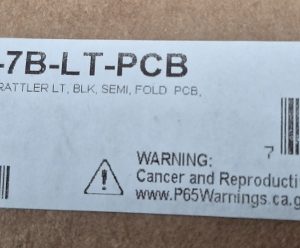 -7B-LT-PCB
RATTLER LT, BLK, SEMI, FOLD PCB,
7
WARNING:
Cancer and Reproducti
www.P65Warnings.ca.g